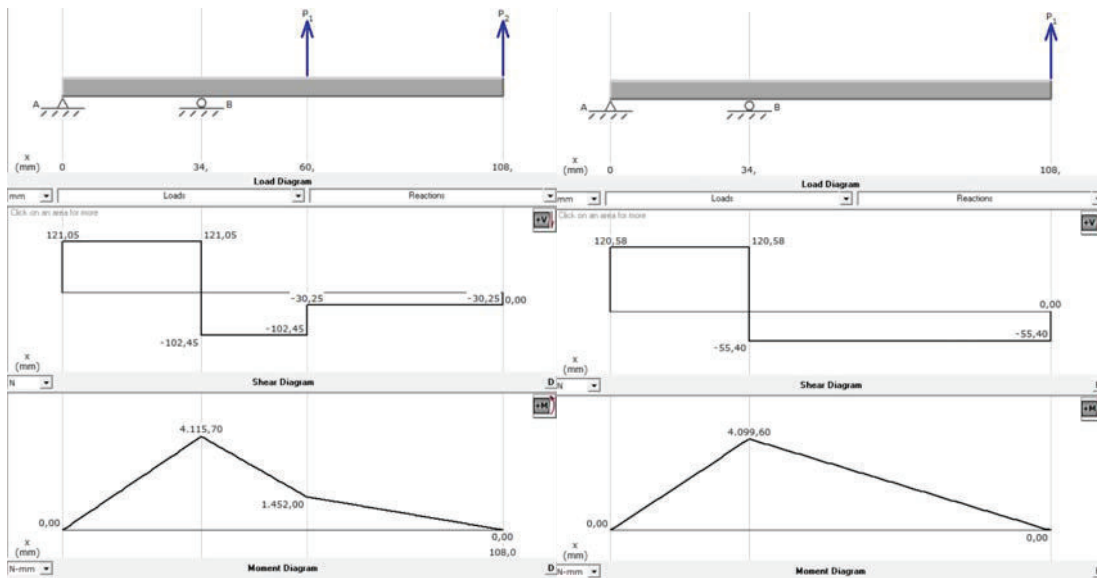 P1 P2
A B
x
(mm) 0 34, 60, 108,
Load Diagram
mm Loads Reactions
Click on an area for more
+V
121,05 121,05
-30,25 -30,25 0,00
-102,45
-102,45
x
(mm)
N Shear Diagram D
+M
4.115,70
1.452,00
0,00 0,00
x
(mm) 108,0
N-mm Moment Diagram D
P1
A B
x
(mm) 0 34, 108,
Load Diagram
mm Loads Reactions
Click on an area for more
+V
120,58 120,58
0,00
-55,40 -55,40
x
(mm)
N Shear Diagram
+M
4.099,60
0,00 0,00
x
(mm)
N-mm Moment Diagram